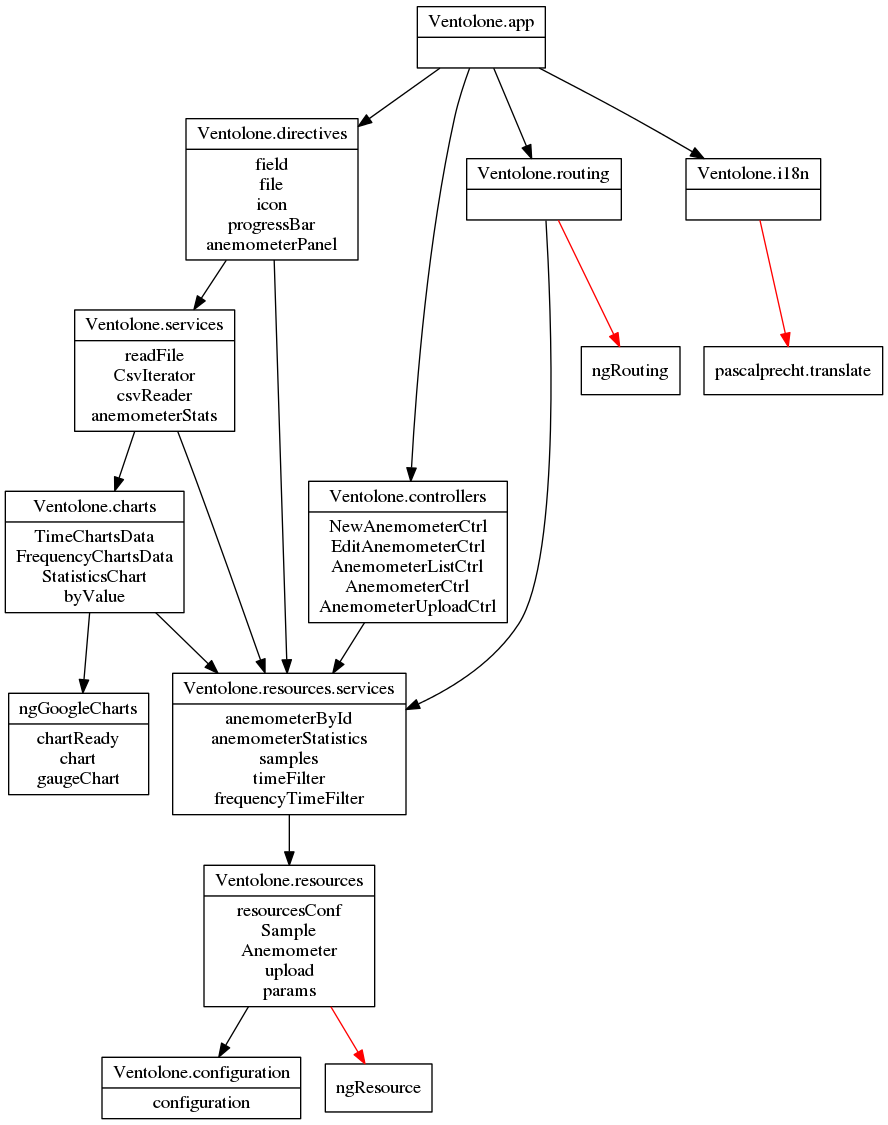 Ventolone.app
Ventolone.directives
field
file
icon
progressBar
anemometerPanel
Ventolone.routing
Ventolone.i18n
Ventolone.services
readFile
CsvIterator
csvReader
anemometerStats
ngRouting
pascalprecht.translate
Ventolone.charts
TimeChartsData
FrequencyChartsData
StatisticsChart
byValue
Ventolone.controllers
NewAnemometerCtrl
EditAnemometerCtrl
AnemometerListCtrl
AnemometerCtrl
AnemometerUploadCtrl
ngGoogleCharts
chartReady
chart
gaugeChart
Ventolone.resources.services
anemometerById
anemometerStatistics
samples
timeFilter
frequencyTimeFilter
Ventolone.resources
resourcesConf
Sample
Anemometer
upload
params
Ventolone.configuration
configuration
ngResource